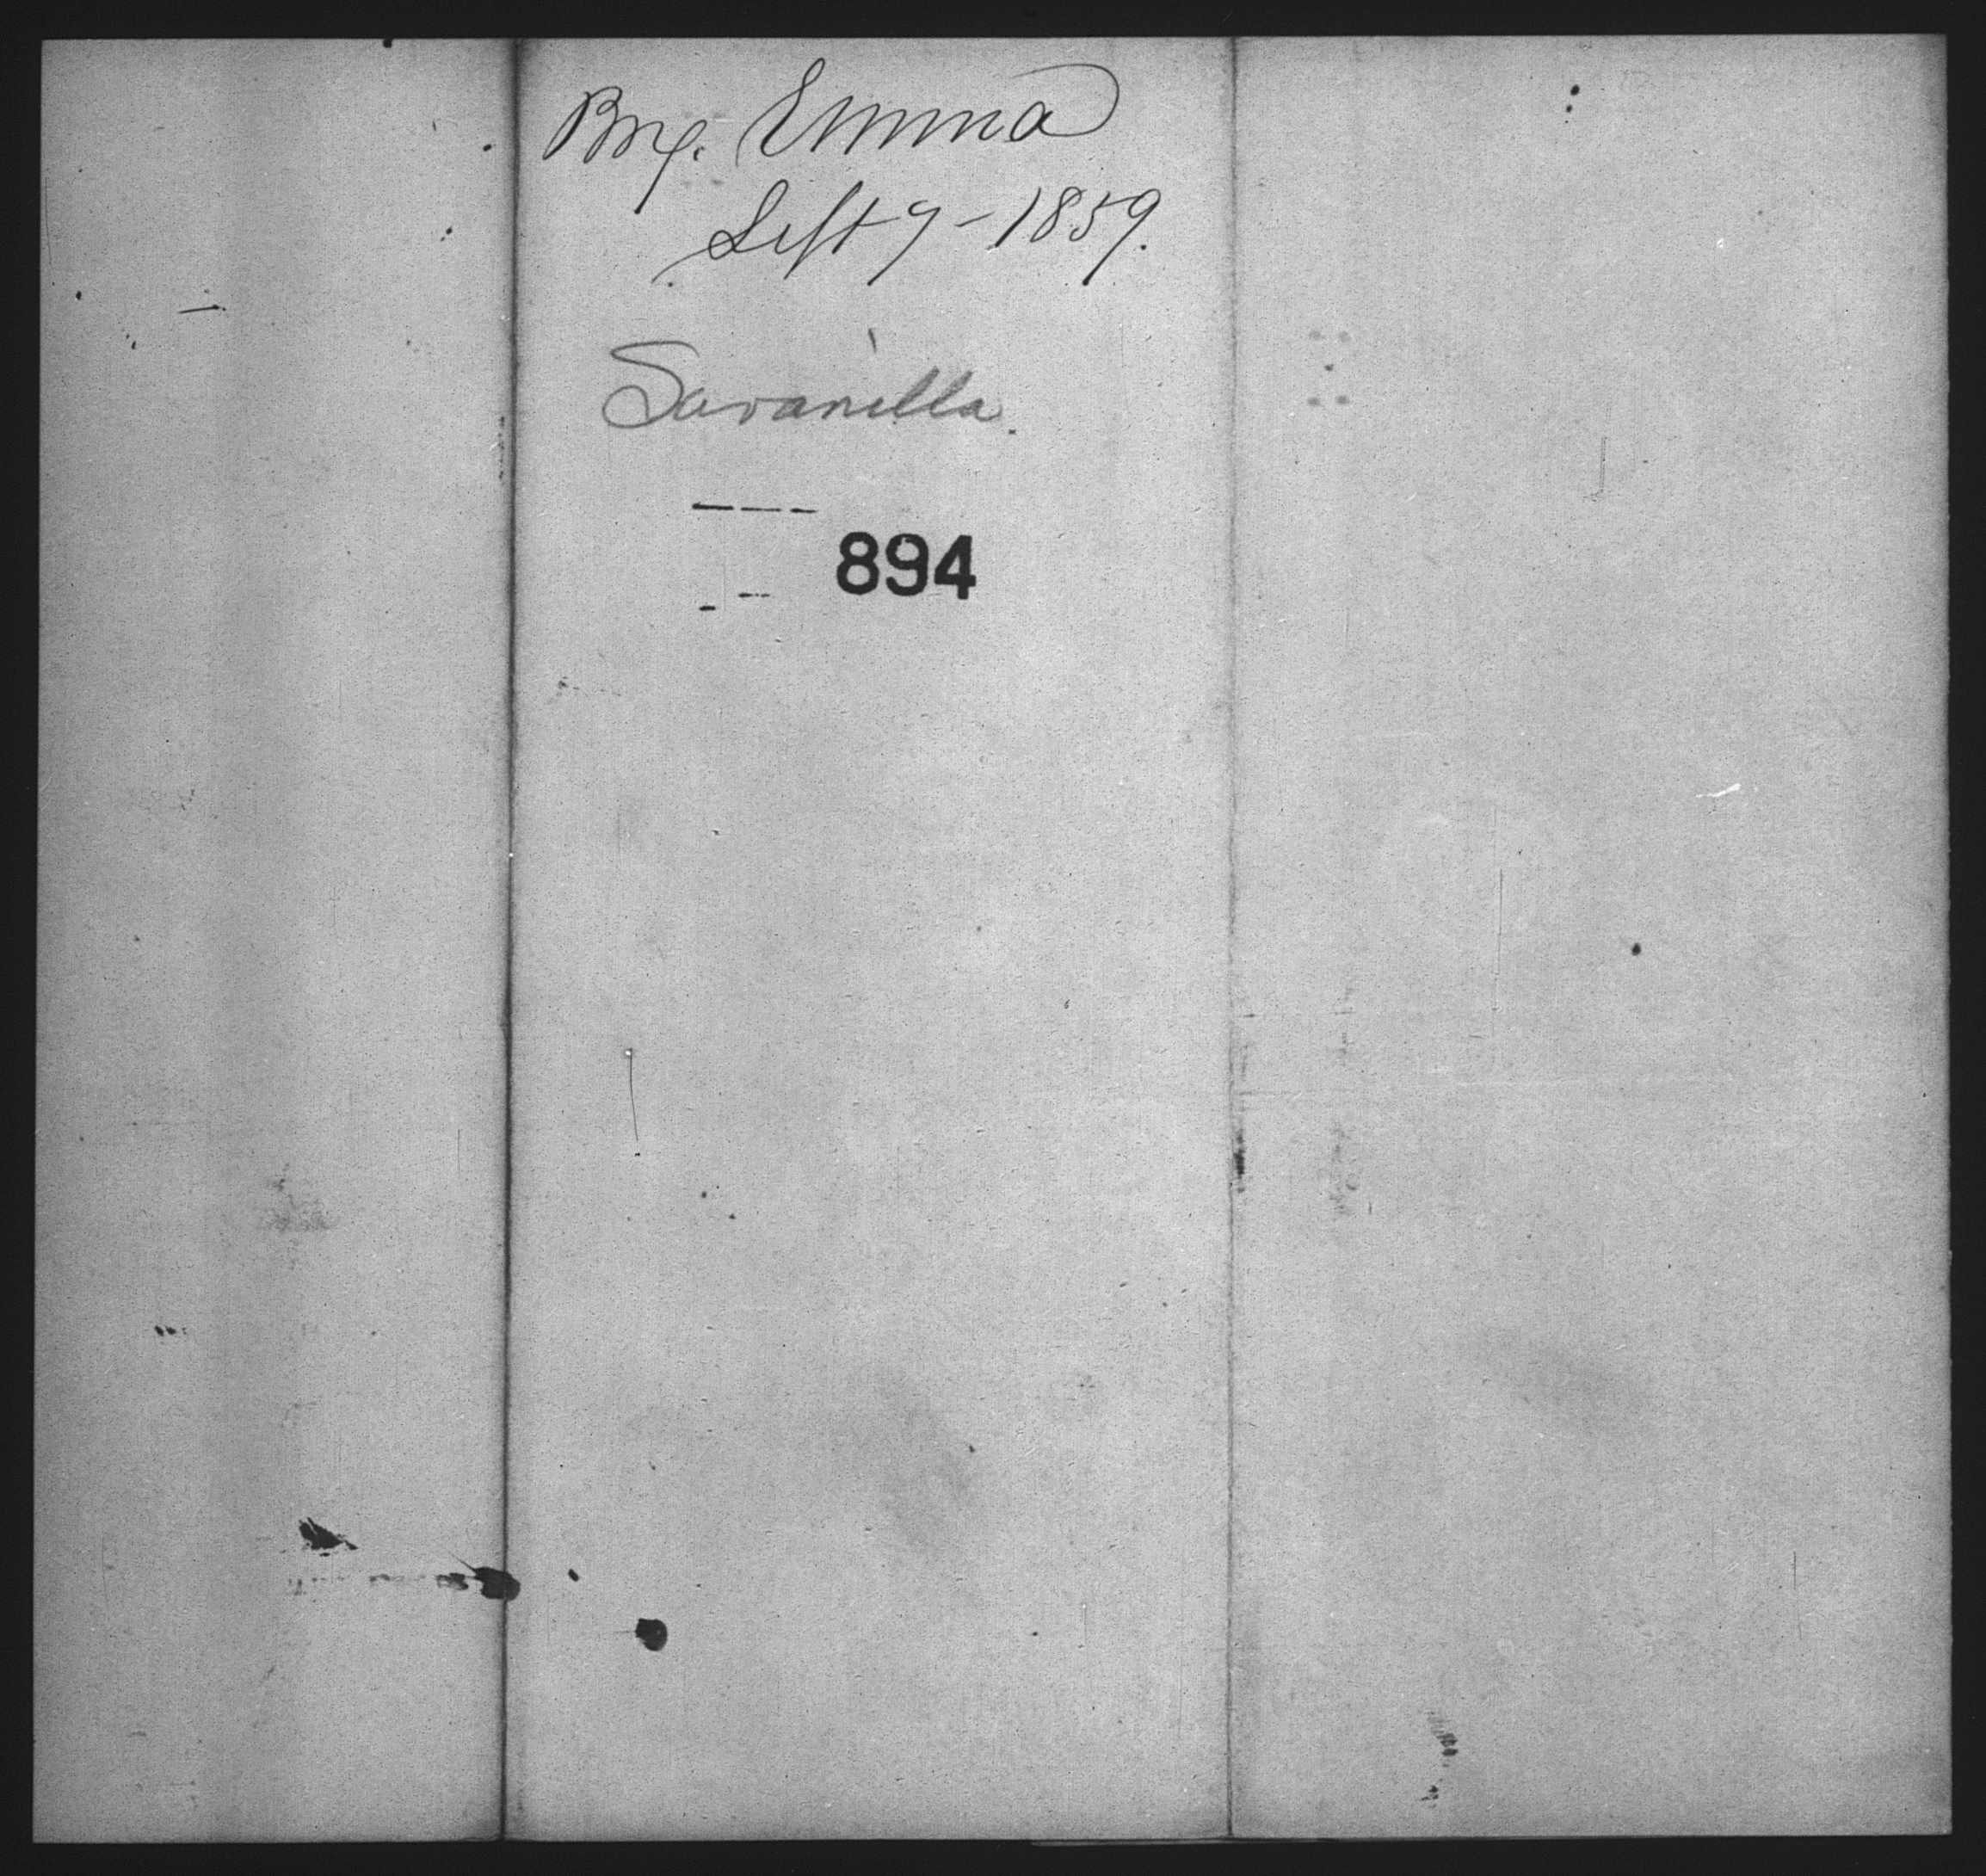 Brig. Emma
Sept 9 - 1859.
Savanilla.
894